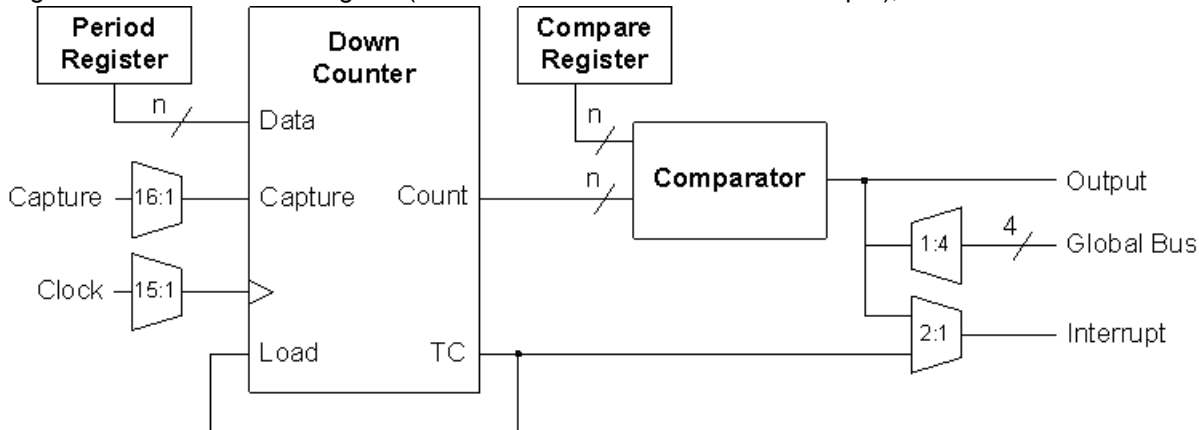 Period
Register
Down
Counter
Compare
Register
n
Data
n
Capture
16:1
Capture
Count
n
Comparator
Output
1:4
4
Global Bus
Clock
15:1
Load
TC
2:1
Interrupt